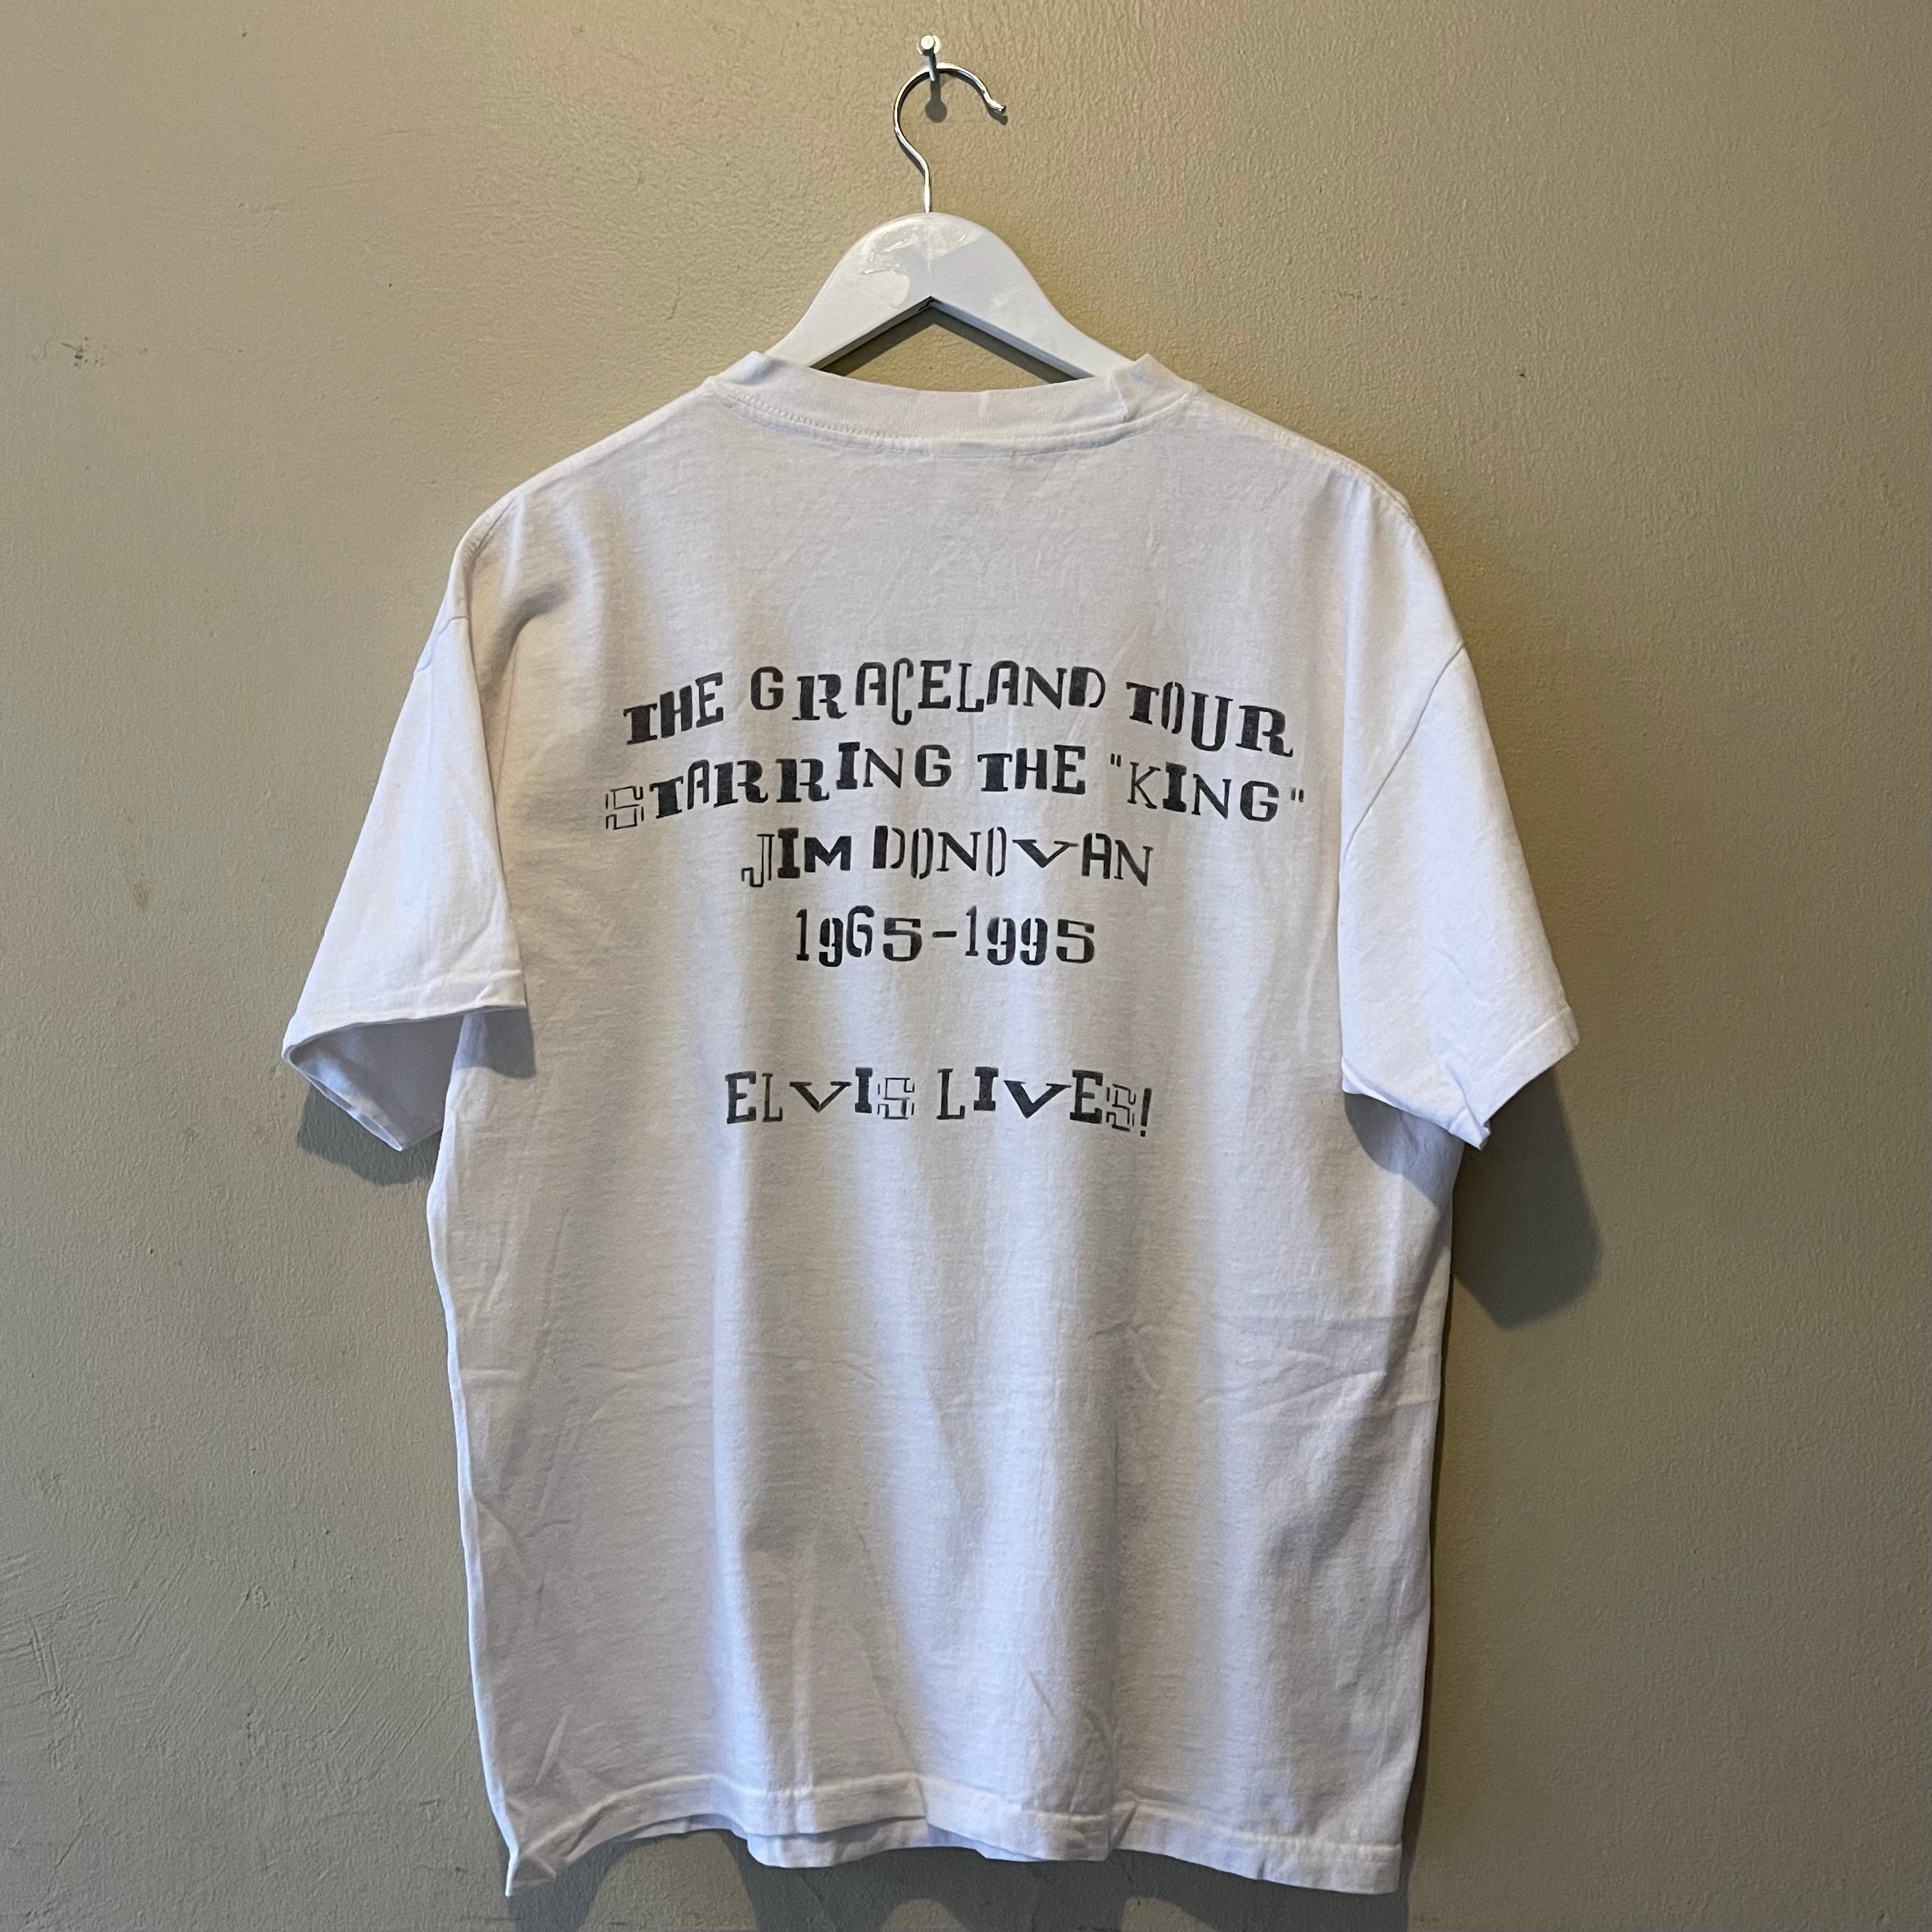 THE GRACELAND TOUR
STARRING THE "KING"
JIM DONOVAN
1965-1995
ELVIS LIVES!